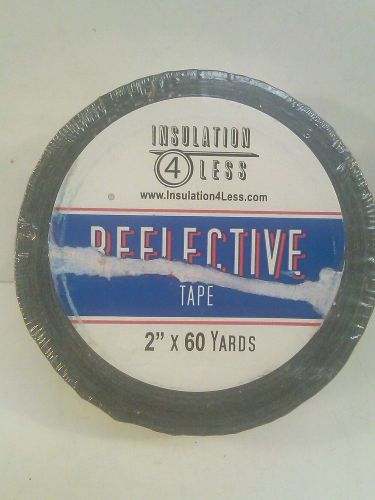 INSULATION
4 LESS
www.Insulation4Less.com
REFLECTIVE
TAPE
2" x 60 YARDS